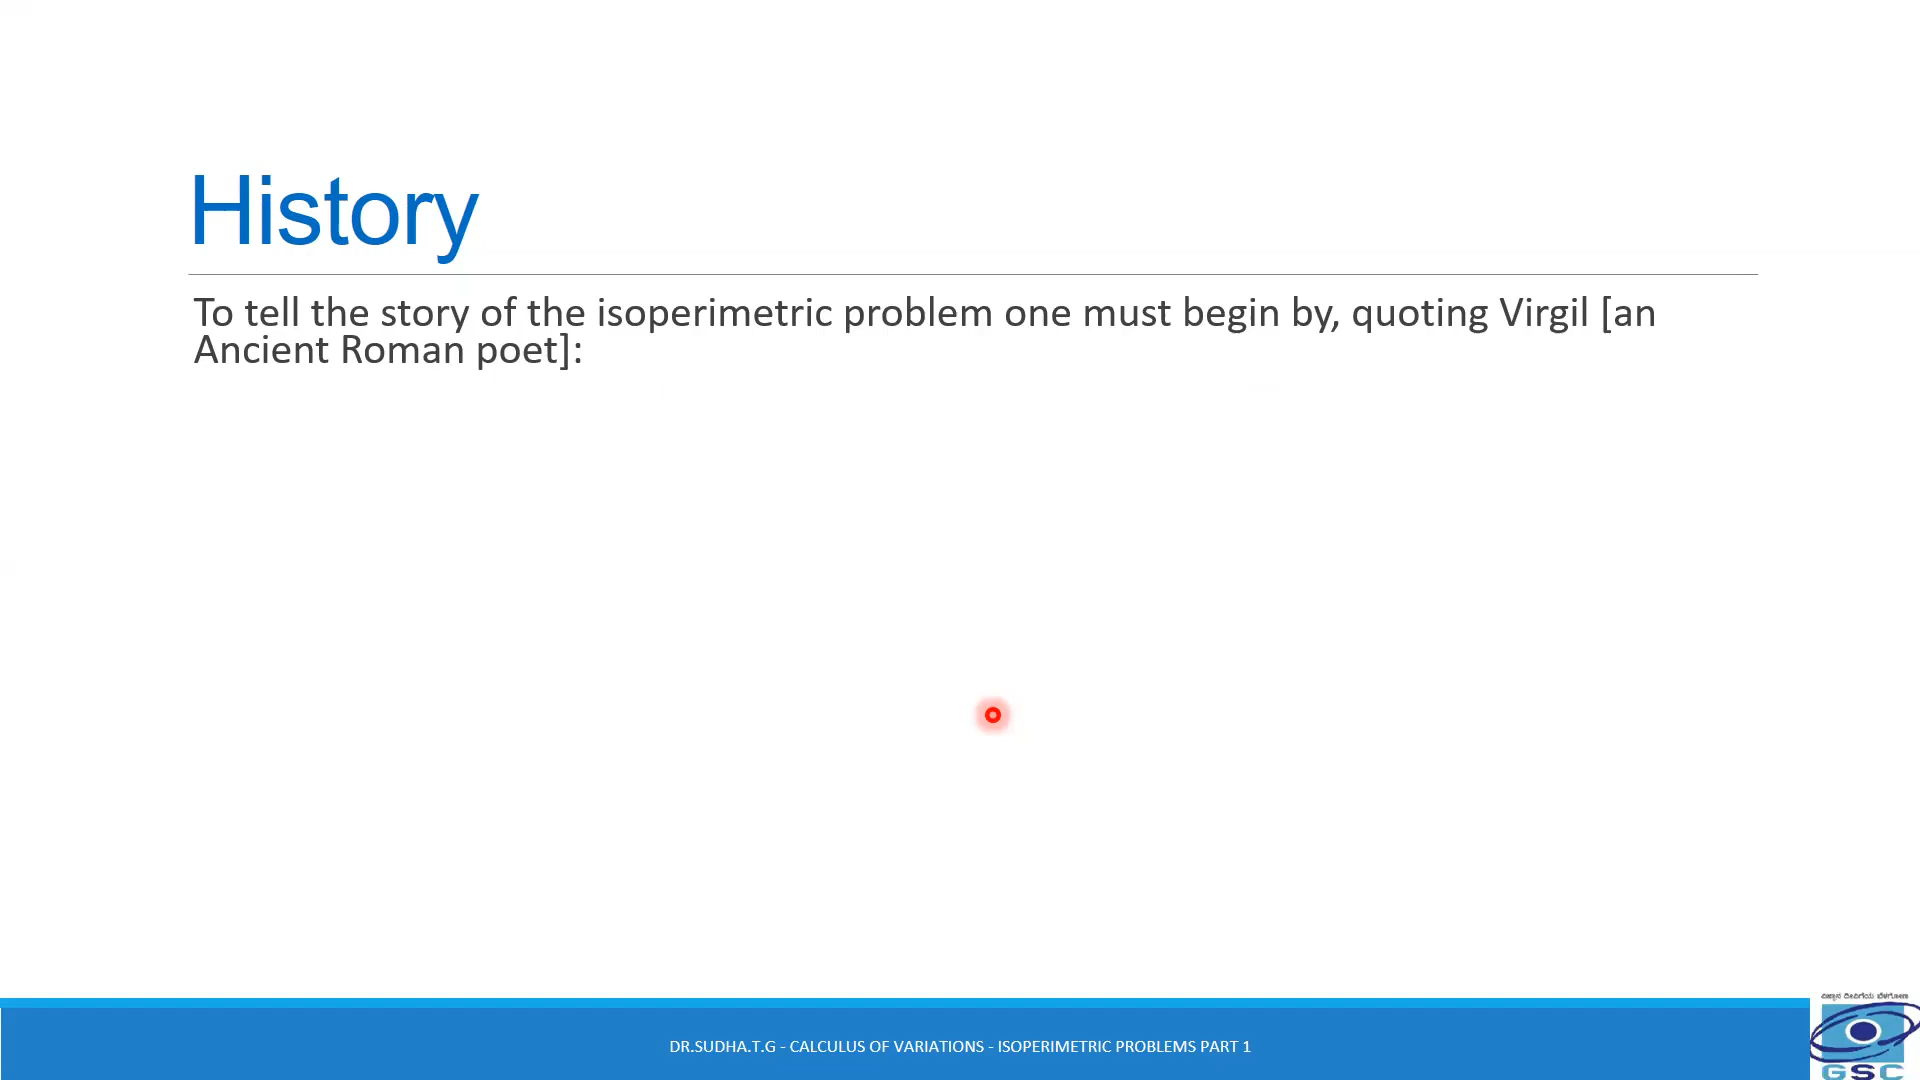 History
To tell the story of the isoperimetric problem one must begin by, quoting Virgil [an
Ancient Roman poet]:
DR.SUDHA.T.G - CALCULUS OF VARIATIONS - ISOPERIMETRIC PROBLEMS PART 1
GSC